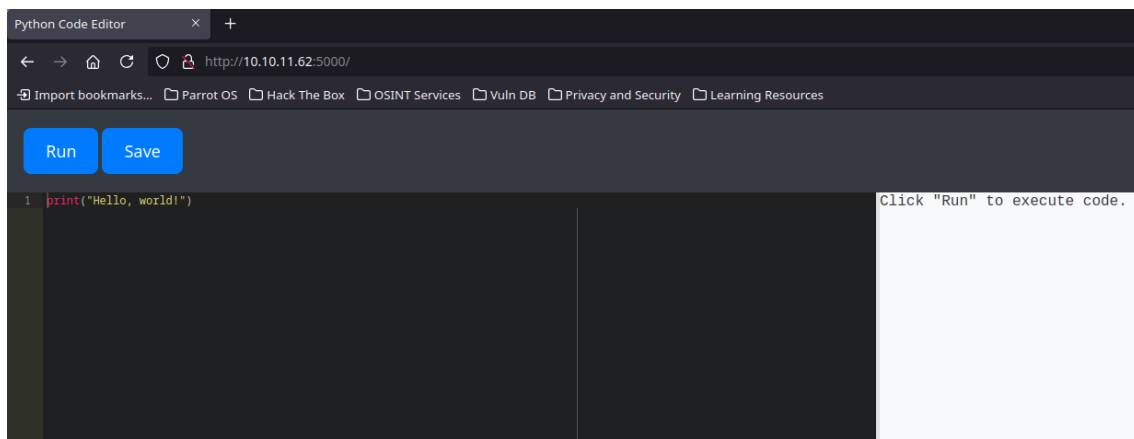 Python Code Editor × +
http://10.10.11.62:5000/
Import bookmarks... Parrot OS Hack The Box OSINT Services Vuln DB Privacy and Security Learning Resources
Run Save
1 print("Hello, world!") Click "Run" to execute code.